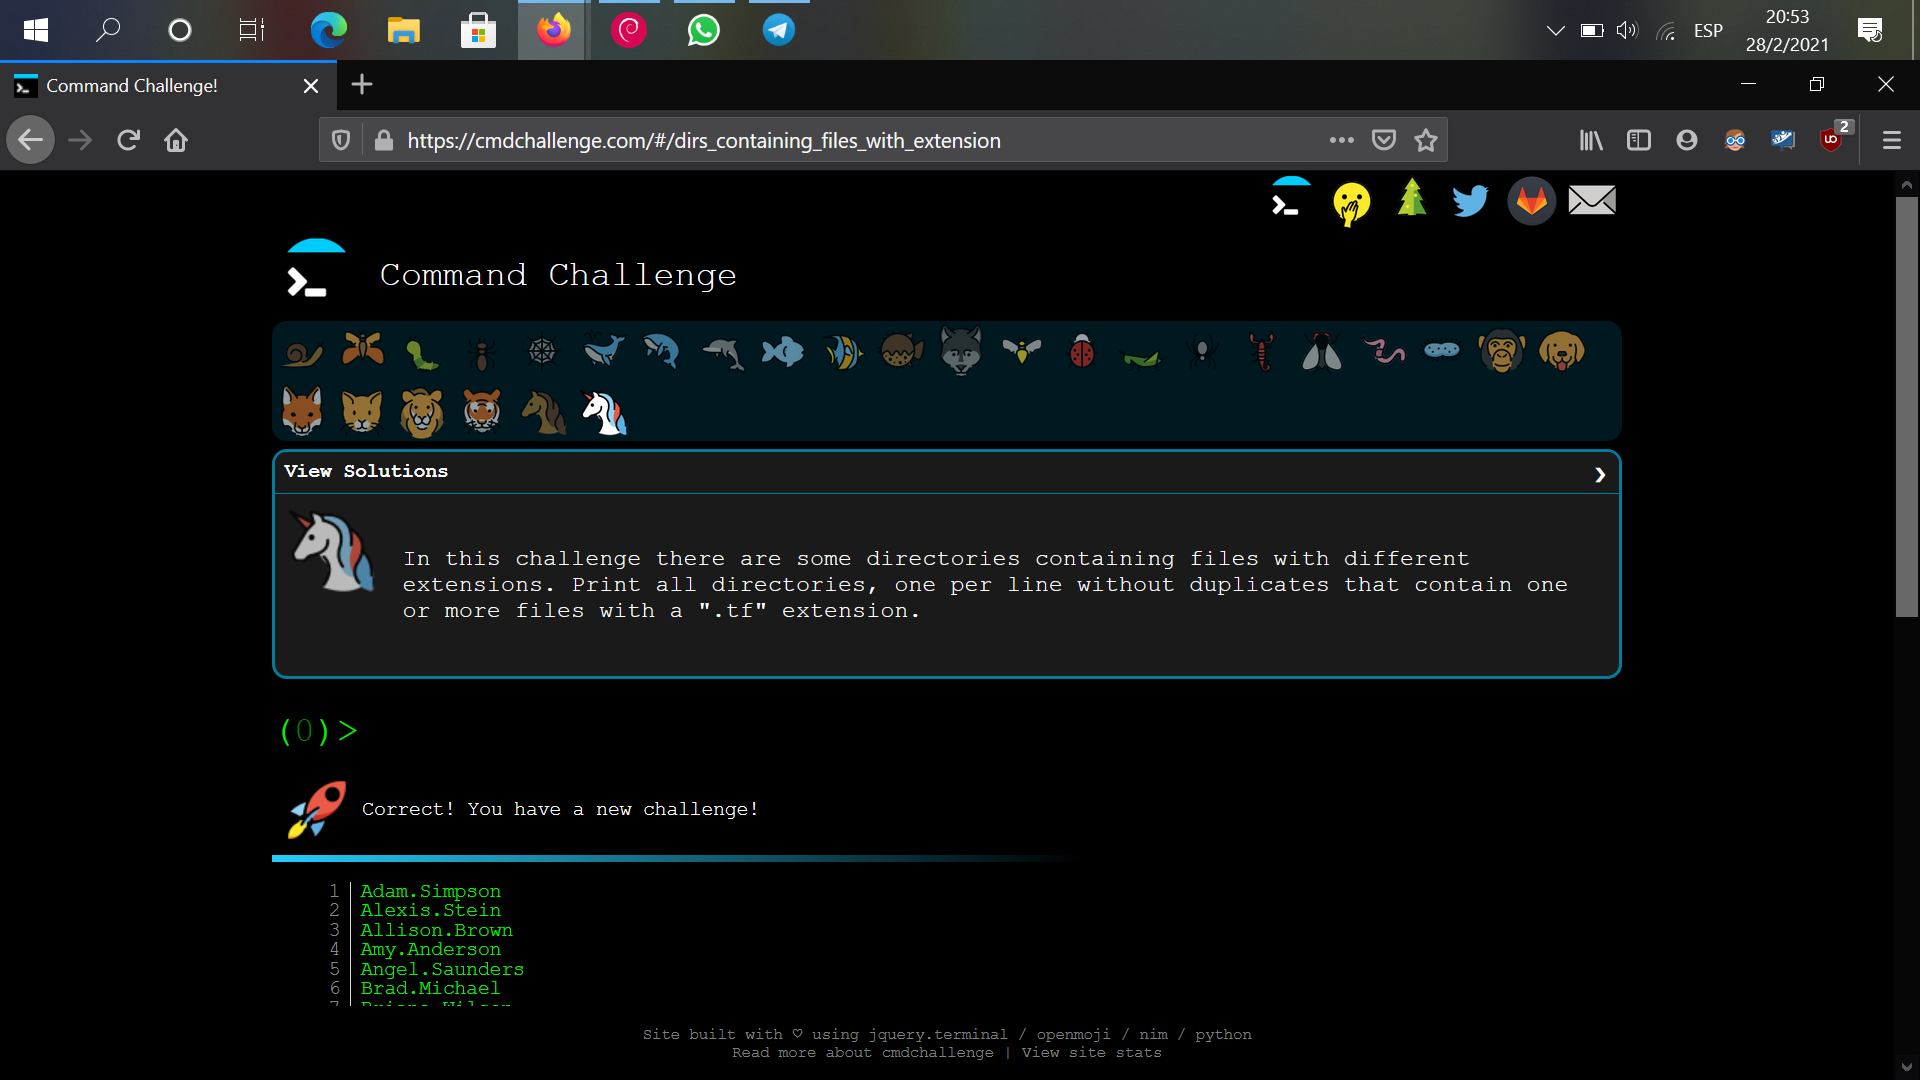 20:53
ESP
28/2/2021
Command Challenge!
https://cmdchallenge.com/#/dirs_containing_files_with_extension
2
Command Challenge
View Solutions
In this challenge there are some directories containing files with different
extensions. Print all directories, one per line without duplicates that contain one
or more files with a ".tf" extension.
(0)>
Correct! You have a new challenge!
1 Adam.Simpson
2 Alexis.Stein
3 Allison.Brown
4 Amy.Anderson
5 Angel.Saunders
6 Brad.Michael
7
Site built with ♡ using jquery.terminal / openmoji / nim / python
Read more about cmdchallenge | View site stats